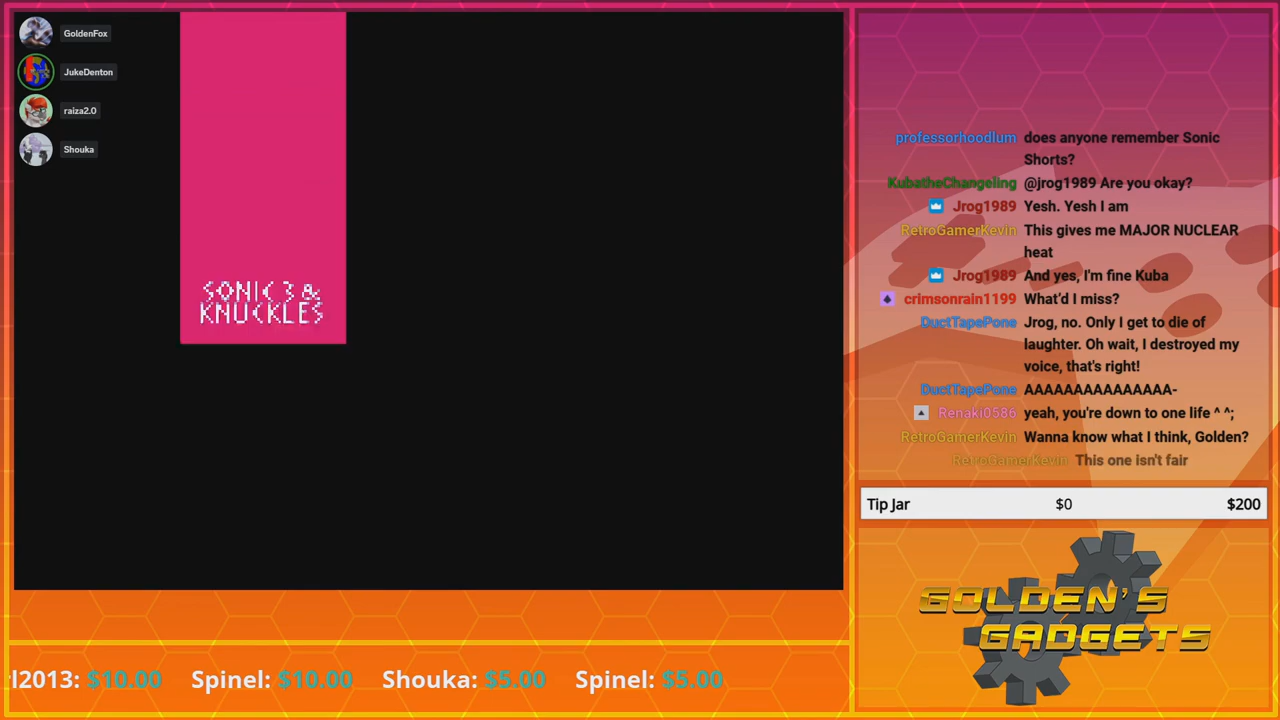 GoldenFox
JukeDenton
raiza2.0
Shouka
SONIC 3 &
KNUCKLES
professorhoodlum does anyone remember Sonic
Shorts?
KubatheChangeling @jrog1989 Are you okay?
Jrog1989 Yesh. Yesh I am
RetroGamerKevin This gives me MAJOR NUCLEAR
heat
Jrog1989 And yes, I'm fine Kuba
crimsonrain1199 What'd I miss?
DuctTapePone Jrog, no. Only I get to die of
laughter. Oh wait, I destroyed my
voice, that's right!
DuctTapePone AAAAAAAAAAAAAAA-
Renaki0586 yeah, you're down to one life ^ ^;
RetroGamerKevin Wanna know what I think, Golden?
RetroGamerKevin This one isn't fair
Tip Jar $0 $200
GOLDEN'S
GADGETS
l2013: $10.00 Spinel: $10.00 Shouka: $5.00 Spinel: $5.00